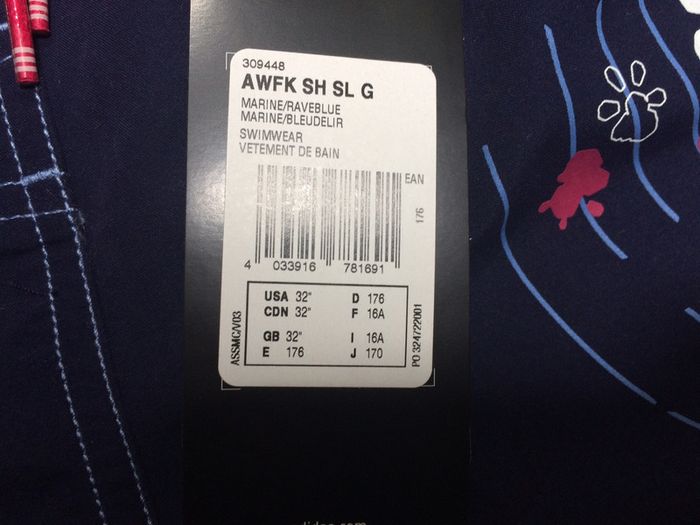 309448
AWFK SH SL G
MARINE/RAVEBLUE
MARINE/BLEUDELIR
SWIMWEAR
VETEMENT DE BAIN
EAN
176
4 033916 781691
USA 32" D 176
CDN 32" F 16A
GB 32" I 16A
E 176 J 170
ASSMC/V03
PO 324722001